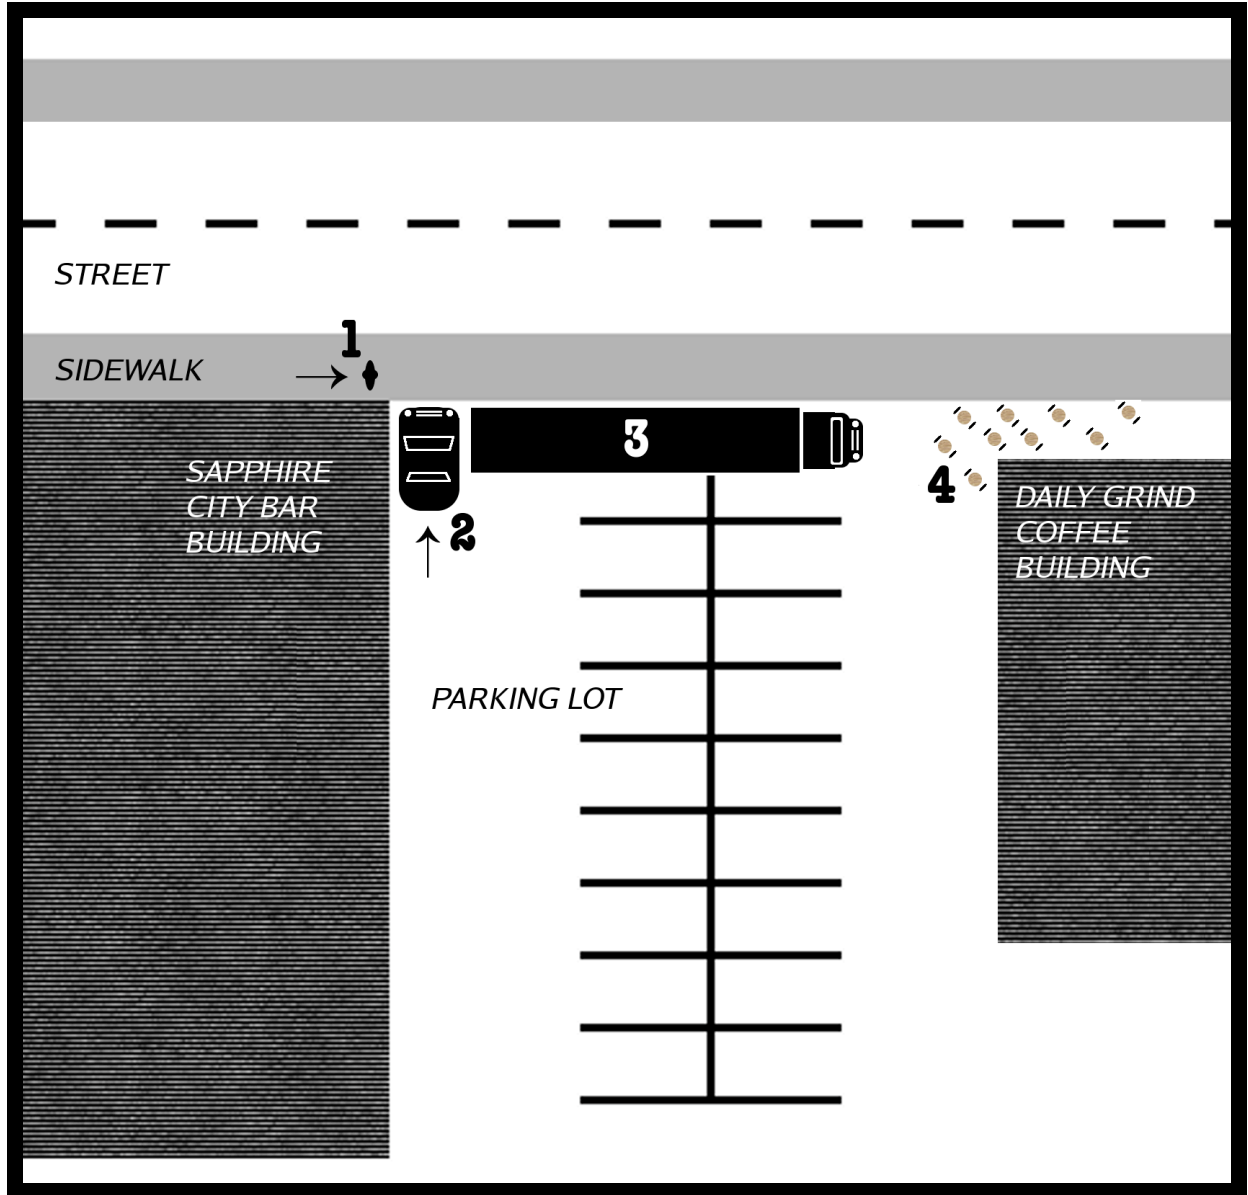 STREET
1
SIDEWALK
3
SAPPHIRE
CITY BAR
BUILDING
4
DAILY GRIND
COFFEE
BUILDING
2
PARKING LOT